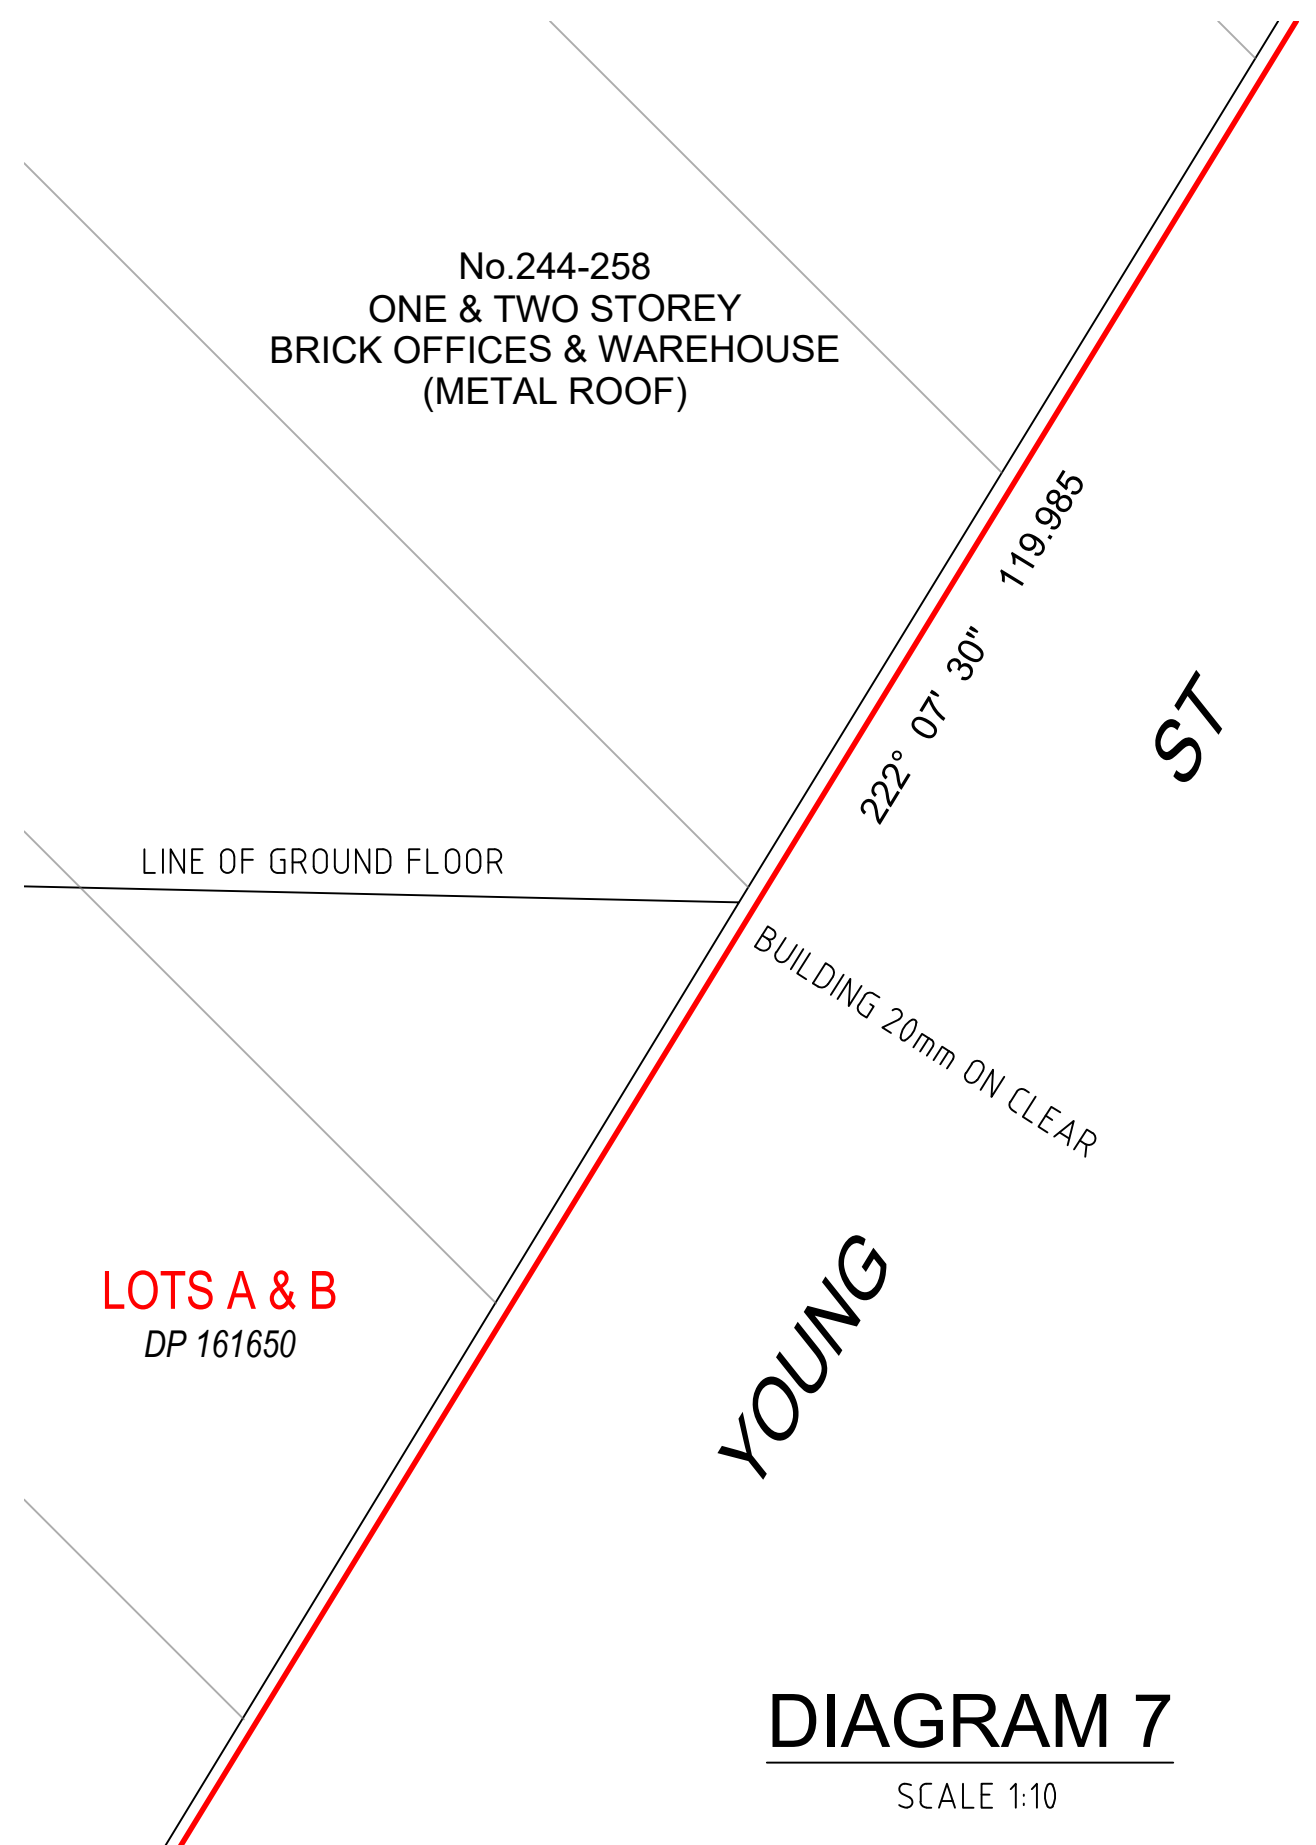 No.244-258
ONE & TWO STOREY
BRICK OFFICES & WAREHOUSE
(METAL ROOF)
222° 07' 30" 119.985
YOUNG ST
LINE OF GROUND FLOOR
BUILDING 20mm ON CLEAR
LOTS A & B
DP 161650
DIAGRAM 7
SCALE 1:10